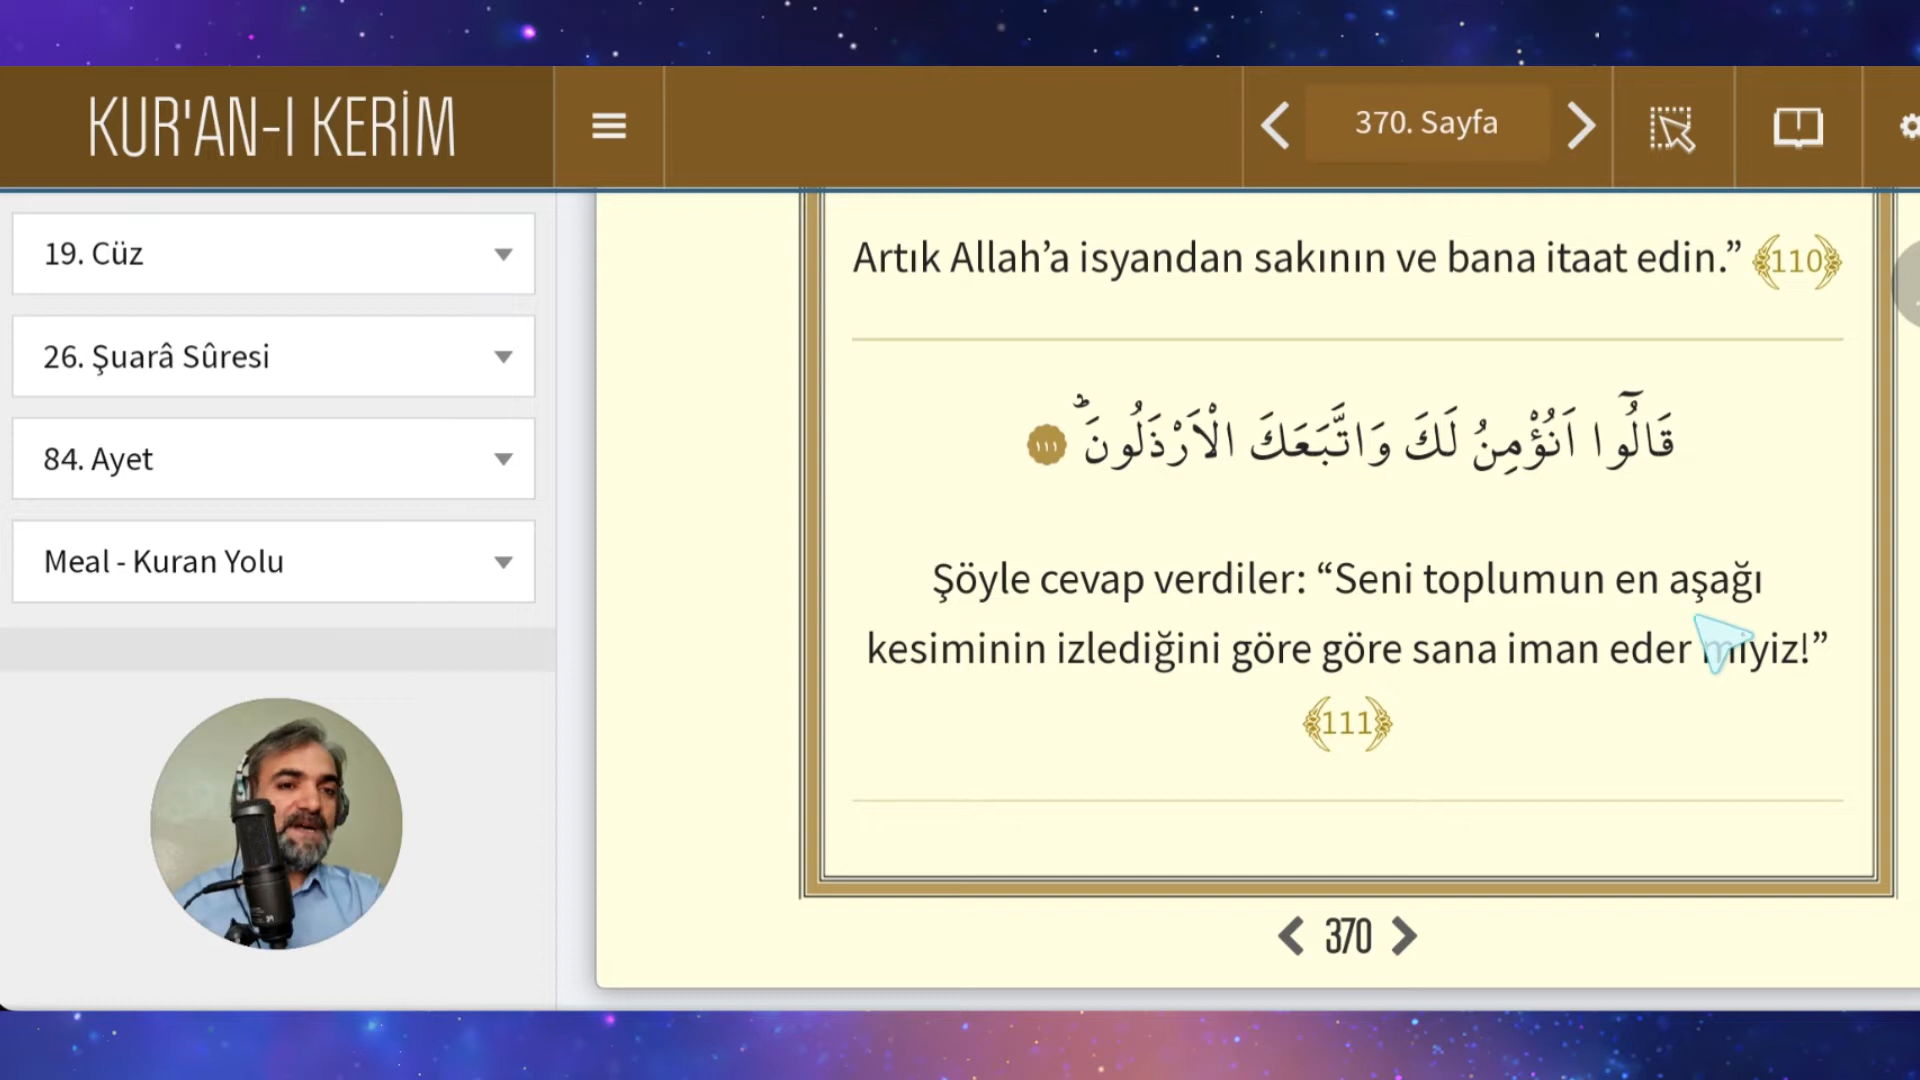 KUR'AN-I KERİM
370. Sayfa
19. Cüz
26. Şuarâ Sûresi
84. Ayet
Meal - Kuran Yolu
Artık Allah’a isyandan sakının ve bana itaat edin.” ﴾110﴿
قَالُٓوا اَنُؤْمِنُ لَكَ وَاتَّبَعَكَ الْاَرْذَلُونَۜ ١١١
Şöyle cevap verdiler: “Seni toplumun en aşağı
kesiminin izlediğini göre göre sana iman eder miyiz!”
﴾111﴿
370